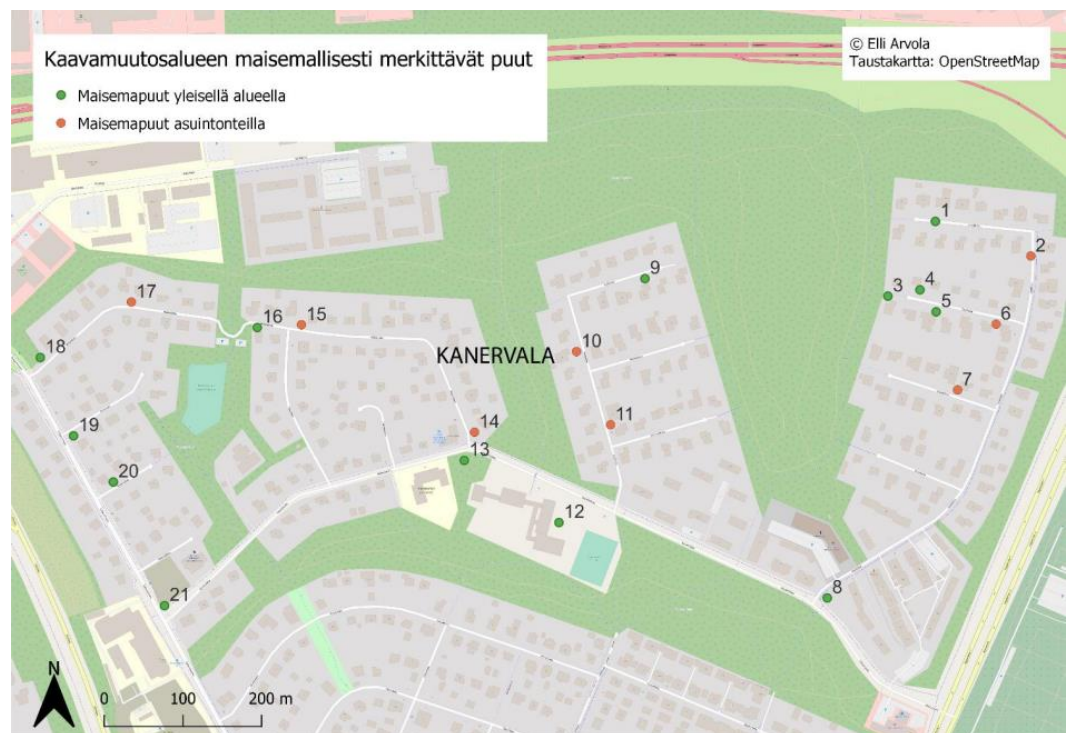 Kaavamuutosalueen maisemallisesti merkittävät puut
Maisemapuut yleisellä alueella
Maisemapuut asuintonteilla
© Elli Arvola
Taustakartta: OpenStreetMap
1
2
3
4
5
6
7
8
9
10
11
12
13
14
15
16
17
18
19
20
21
KANERVALA
N
0 100 200 m